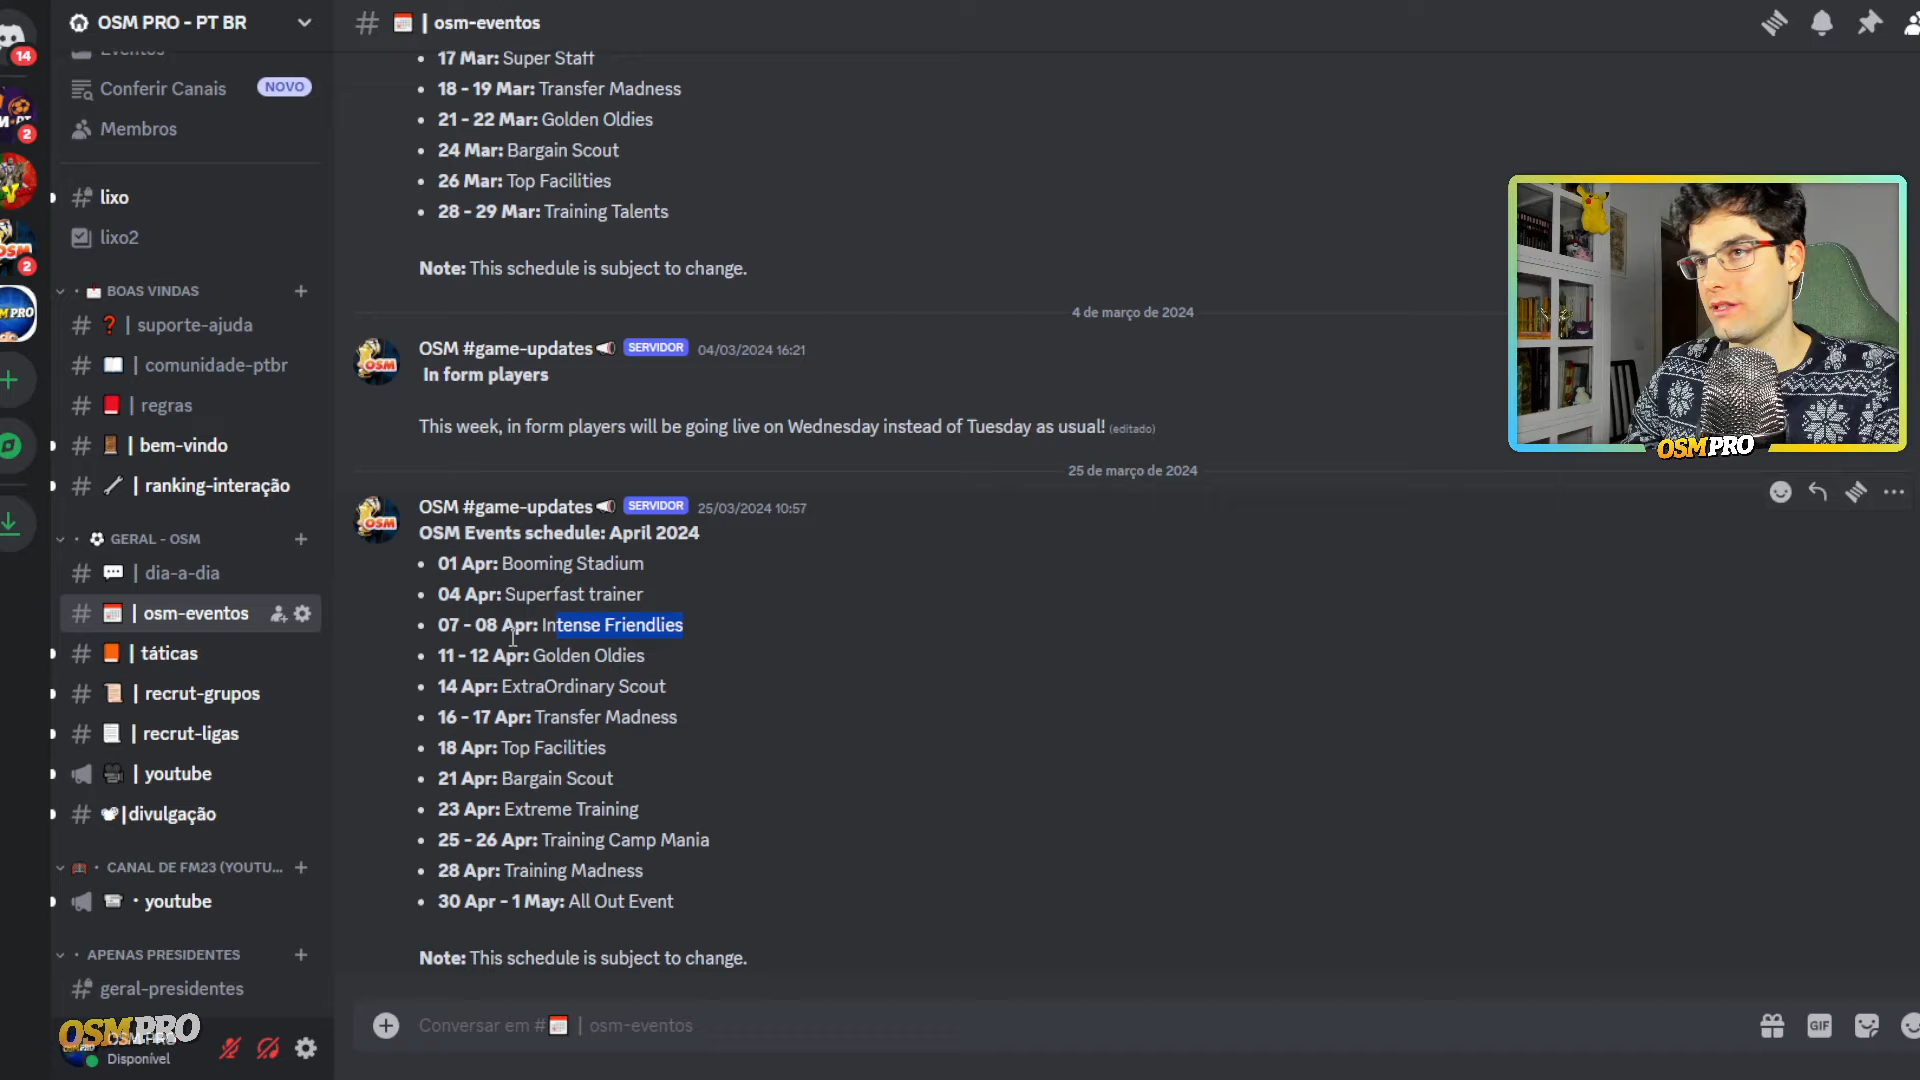 14
2
2
OSM PRO
OSM PRO - PT BR
Eventos
Conferir Canais NOVO
Membros
lixo
lixo2
BOAS VINDAS
| suporte-ajuda
| comunidade-ptbr
| regras
| bem-vindo
| ranking-interação
GERAL - OSM
| dia-a-dia
| osm-eventos
| táticas
| recrut-grupos
| recrut-ligas
| youtube
|divulgação
CANAL DE FM23 (YOUTU...
· youtube
APENAS PRESIDENTES
geral-presidentes
OSMPRO
OSM PRO
Disponível
| osm-eventos
17 Mar: Super Staff
18 - 19 Mar: Transfer Madness
21 - 22 Mar: Golden Oldies
24 Mar: Bargain Scout
26 Mar: Top Facilities
28 - 29 Mar: Training Talents
Note: This schedule is subject to change.
4 de março de 2024
OSM #game-updates SERVIDOR 04/03/2024 16:21
In form players
This week, in form players will be going live on Wednesday instead of Tuesday as usual! (editado)
25 de março de 2024
OSM #game-updates SERVIDOR 25/03/2024 10:57
OSM Events schedule: April 2024
01 Apr: Booming Stadium
04 Apr: Superfast trainer
07 - 08 Apr: Intense Friendlies
11 - 12 Apr: Golden Oldies
14 Apr: ExtraOrdinary Scout
16 - 17 Apr: Transfer Madness
18 Apr: Top Facilities
21 Apr: Bargain Scout
23 Apr: Extreme Training
25 - 26 Apr: Training Camp Mania
28 Apr: Training Madness
30 Apr - 1 May: All Out Event
Note: This schedule is subject to change.
Conversar em # | osm-eventos
GIF
OSMPRO